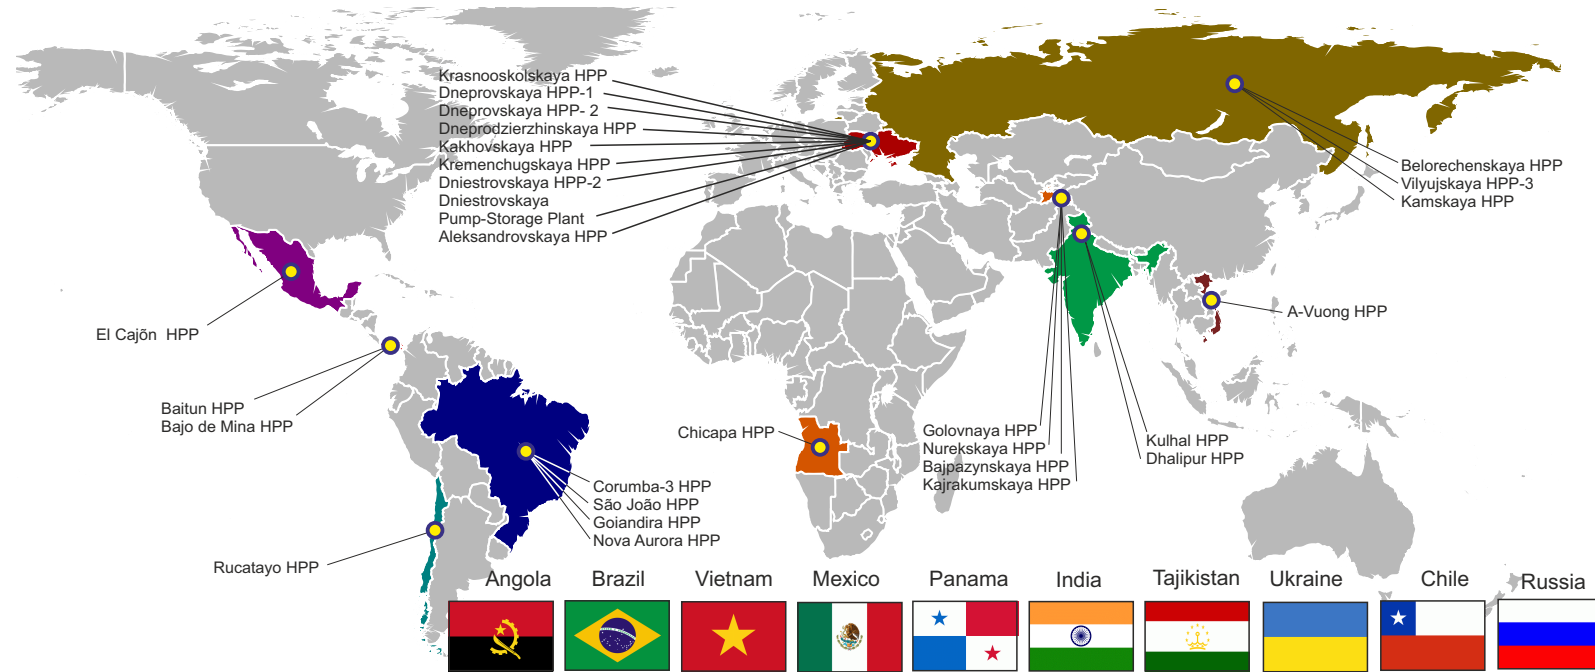 Krasnooskolskaya HPP
Dneprovskaya HPP-1
Dneprovskaya HPP- 2
Dneprodzierzhinskaya HPP
Kakhovskaya HPP
Kremenchugskaya HPP
Dniestrovskaya HPP-2
Dniestrovskaya
Pump-Storage Plant
Aleksandrovskaya HPP
Belorechenskaya HPP
Vilyujskaya HPP-3
Kamskaya HPP
El Cajõn HPP
A-Vuong HPP
Baitun HPP
Bajo de Mina HPP
Chicapa HPP
Golovnaya HPP
Nurekskaya HPP
Bajpazynskaya HPP
Kajrakumskaya HPP
Kulhal HPP
Dhalipur HPP
Corumba-3 HPP
São João HPP
Goiandira HPP
Nova Aurora HPP
Rucatayo HPP
Angola
Brazil
Vietnam
Mexico
Panama
India
Tajikistan
Ukraine
Chile
Russia